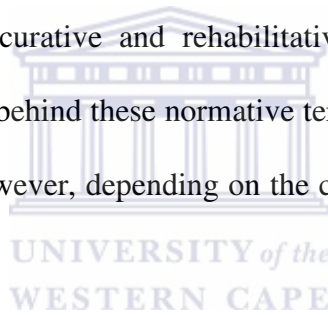 curative and rehabilitativ
behind these normative te
wever, depending on the c
UNIVERSITY of the
WESTERN CAPE